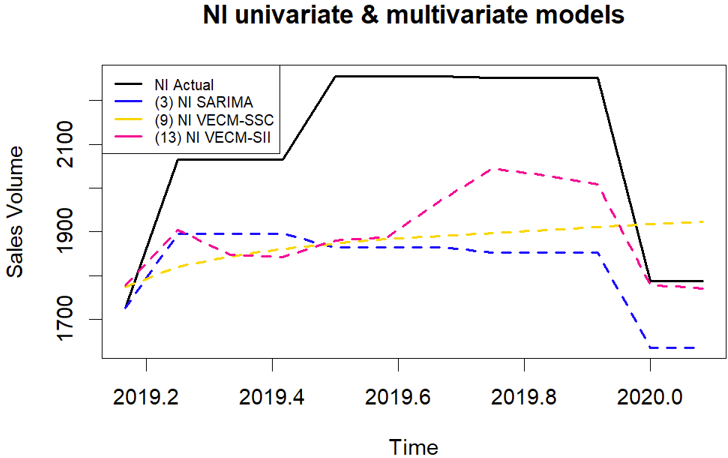 NI univariate & multivariate models
NI Actual
(3) NI SARIMA
(9) NI VECM-SSC
(13) NI VECM-SII
Sales Volume
2100
1900
1700
2019.2 2019.4 2019.6 2019.8 2020.0
Time